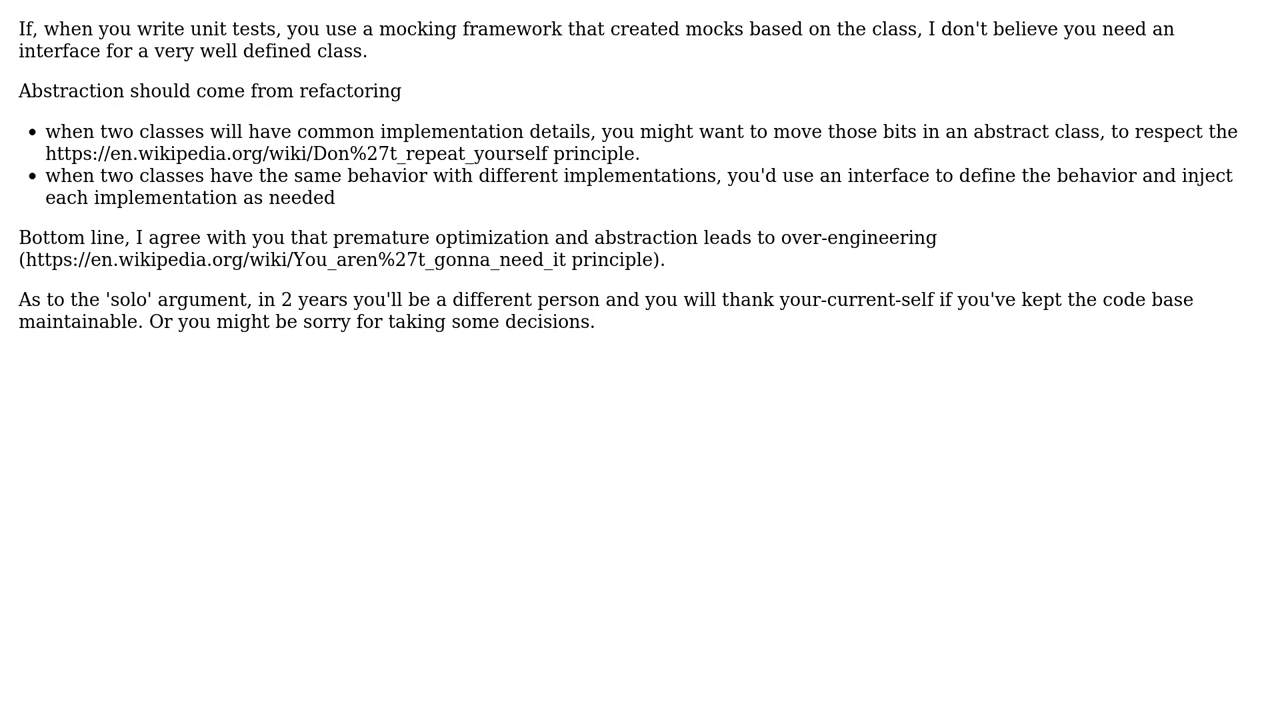 If, when you write unit tests, you use a mocking framework that created mocks based on the class, I don't believe you need an
interface for a very well defined class.
Abstraction should come from refactoring
• when two classes will have common implementation details, you might want to move those bits in an abstract class, to respect the
https://en.wikipedia.org/wiki/Don%27t_repeat_yourself principle.
• when two classes have the same behavior with different implementations, you'd use an interface to define the behavior and inject
each implementation as needed
Bottom line, I agree with you that premature optimization and abstraction leads to over-engineering
(https://en.wikipedia.org/wiki/You_aren%27t_gonna_need_it principle).
As to the 'solo' argument, in 2 years you'll be a different person and you will thank your-current-self if you've kept the code base
maintainable. Or you might be sorry for taking some decisions.